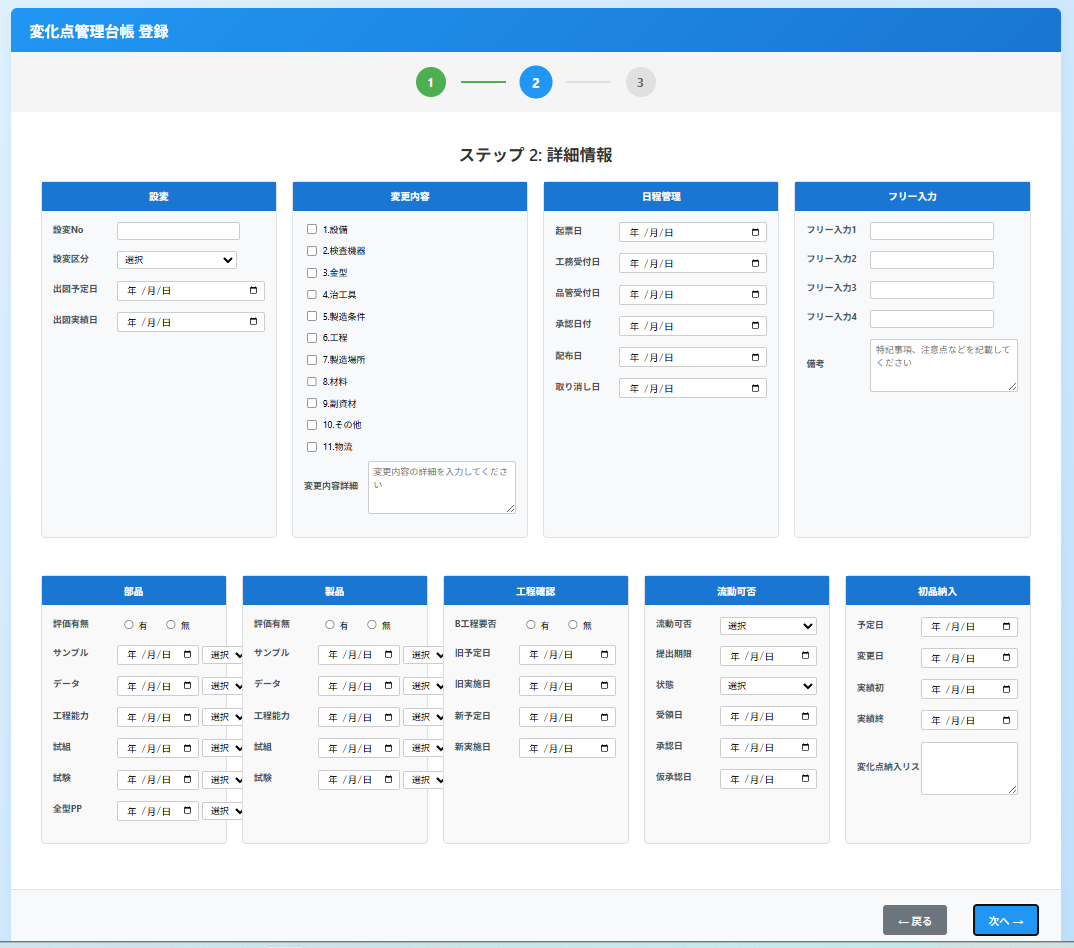 変化点管理台帳 登録
1
2
3
ステップ 2: 詳細情報
設変
設変No
設変区分
選択
出図予定日
年 /月/日
出図実績日
年 /月/日
変更内容
1.設備
2.検査機器
3.金型
4.治工具
5.製造条件
6.工程
7.製造場所
8.材料
9.副資材
10.その他
11.物流
変更内容詳細
変更内容の詳細を入力してくださ
い
日程管理
起票日
年 /月/日
工務受付日
年 /月/日
品管受付日
年 /月/日
承認日付
年 /月/日
配布日
年 /月/日
取り消し日
年 /月/日
フリー入力
フリー入力1
フリー入力2
フリー入力3
フリー入力4
備考
特記事項、注意点などを記載して
ください
部品
評価有無
有
無
サンプル
年 /月/日
選択
データ
年 /月/日
選択
工程能力
年 /月/日
選択
試組
年 /月/日
選択
試験
年 /月/日
選択
全型PP
年 /月/日
選択
製品
評価有無
有
無
サンプル
年 /月/日
選択
データ
年 /月/日
選択
工程能力
年 /月/日
選択
試組
年 /月/日
選択
試験
年 /月/日
選択
工程確認
B工程要否
有
無
旧予定日
年 /月/日
旧実施日
年 /月/日
新予定日
年 /月/日
新実施日
年 /月/日
流動可否
流動可否
選択
提出期限
年 /月/日
状態
選択
受領日
年 /月/日
承認日
年 /月/日
仮承認日
年 /月/日
初品納入
予定日
年 /月/日
変更日
年 /月/日
実績初
年 /月/日
実績終
年 /月/日
変化点納入リス
←戻る
次へ→